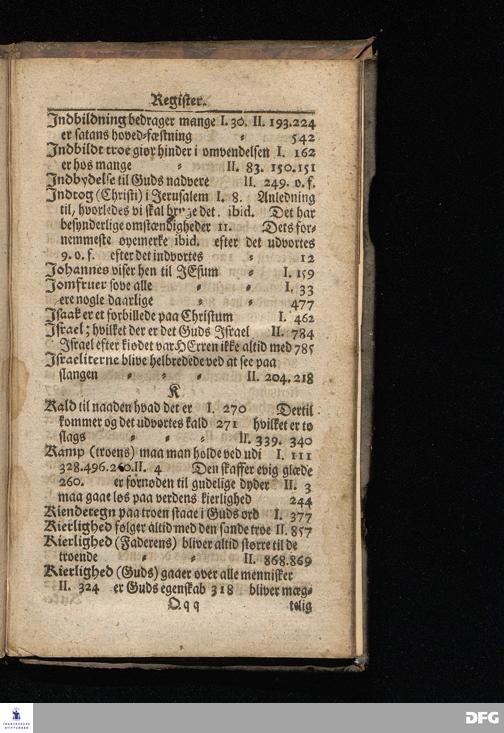 Register.
Indbildning bedrager mange I. 30. II. 193. 224
er satans hoved-fæstning 542
Indbildt troe giør hinder i omvendelsen I. 162
er hos mange II. 83. 150. 151
Indbydelse til Guds nadvere II. 249. o. f.
Indtog (Christi) i Jerusalem I. 8. Anledning
til, hvorledes vi skal bruge det. ibid. Det har
besynderlige omstændigheder 11. Dets for-
nemmeste øyemerke ibid. efter det udvortes
9. o. f. efter det indvortes 12
Johannes viser hen til JEsum I. 159
Jomfruer sove alle I. 33
ere nogle daarlige 477
Isaak er et forbillede paa Christum I. 462
Israel; hvilket der er det Guds Israel II. 784
Israel efter kiødet var HErren ikke altid med 785
Israeliterne blive helbredede ved at see paa
slangen II. 204. 218
K
Kald til naaden hvad det er I. 270 Dertil
kommer og det udvortes kald 271 hvilket er to
slags II. 339. 340
Kamp (troens) maa man holde ved udi I. 111
328. 496. 260. II. 4 Den skaffer evig glæde
260. er fornøden til gudelige dyder II. 3
maa gaae løs paa verdens kierlighed 244
Kienderegn paa troen staae i Guds ord I. 377
Kierlighed følger altid med den sande troe II. 857
Kierlighed (Faderens) bliver altid større til de
troende II. 868. 869
Kierlighed (Guds) gaaer over alle mennisker
II. 324 er Guds egenskab 318 bliver mæg-
Qqq tolig
FRANCKESCHE
STIFTUNGEN
DFG